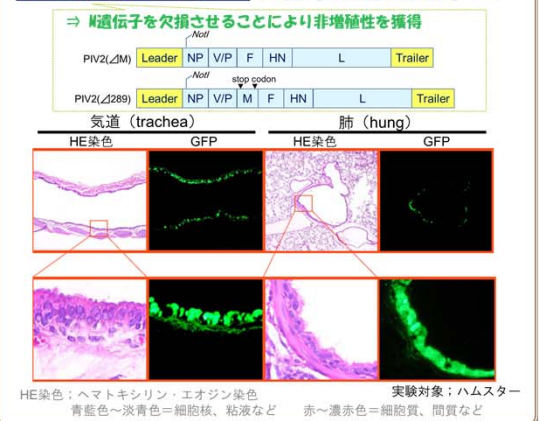 ⇒ M遺伝子を欠損させることにより非増殖性を獲得
NotI
PIV2(⊿M) Leader NP V/P F HN L Trailer
NotI stop codon
PIV2(⊿289) Leader NP V/P M F HN L Trailer
気道（trachea） 肺（hung）
HE染色 GFP HE染色 GFP
HE染色；ヘマトキシリン・エオジン染色 実験対象；ハムスター
青藍色～淡青色＝細胞核、粘液など 赤～濃赤色＝細胞質、間質など